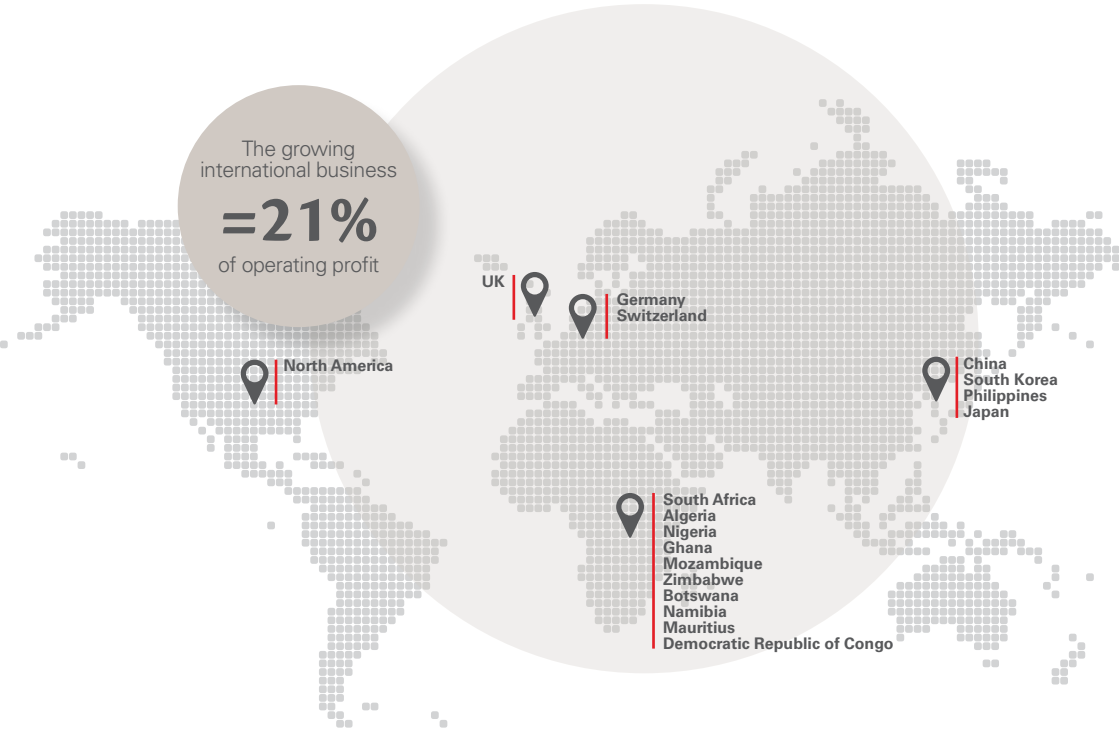 The growing
international business
=21%
of operating profit
UK
Germany
Switzerland
North America
China
South Korea
Philippines
Japan
South Africa
Algeria
Nigeria
Ghana
Mozambique
Zimbabwe
Botswana
Namibia
Mauritius
Democratic Republic of Congo